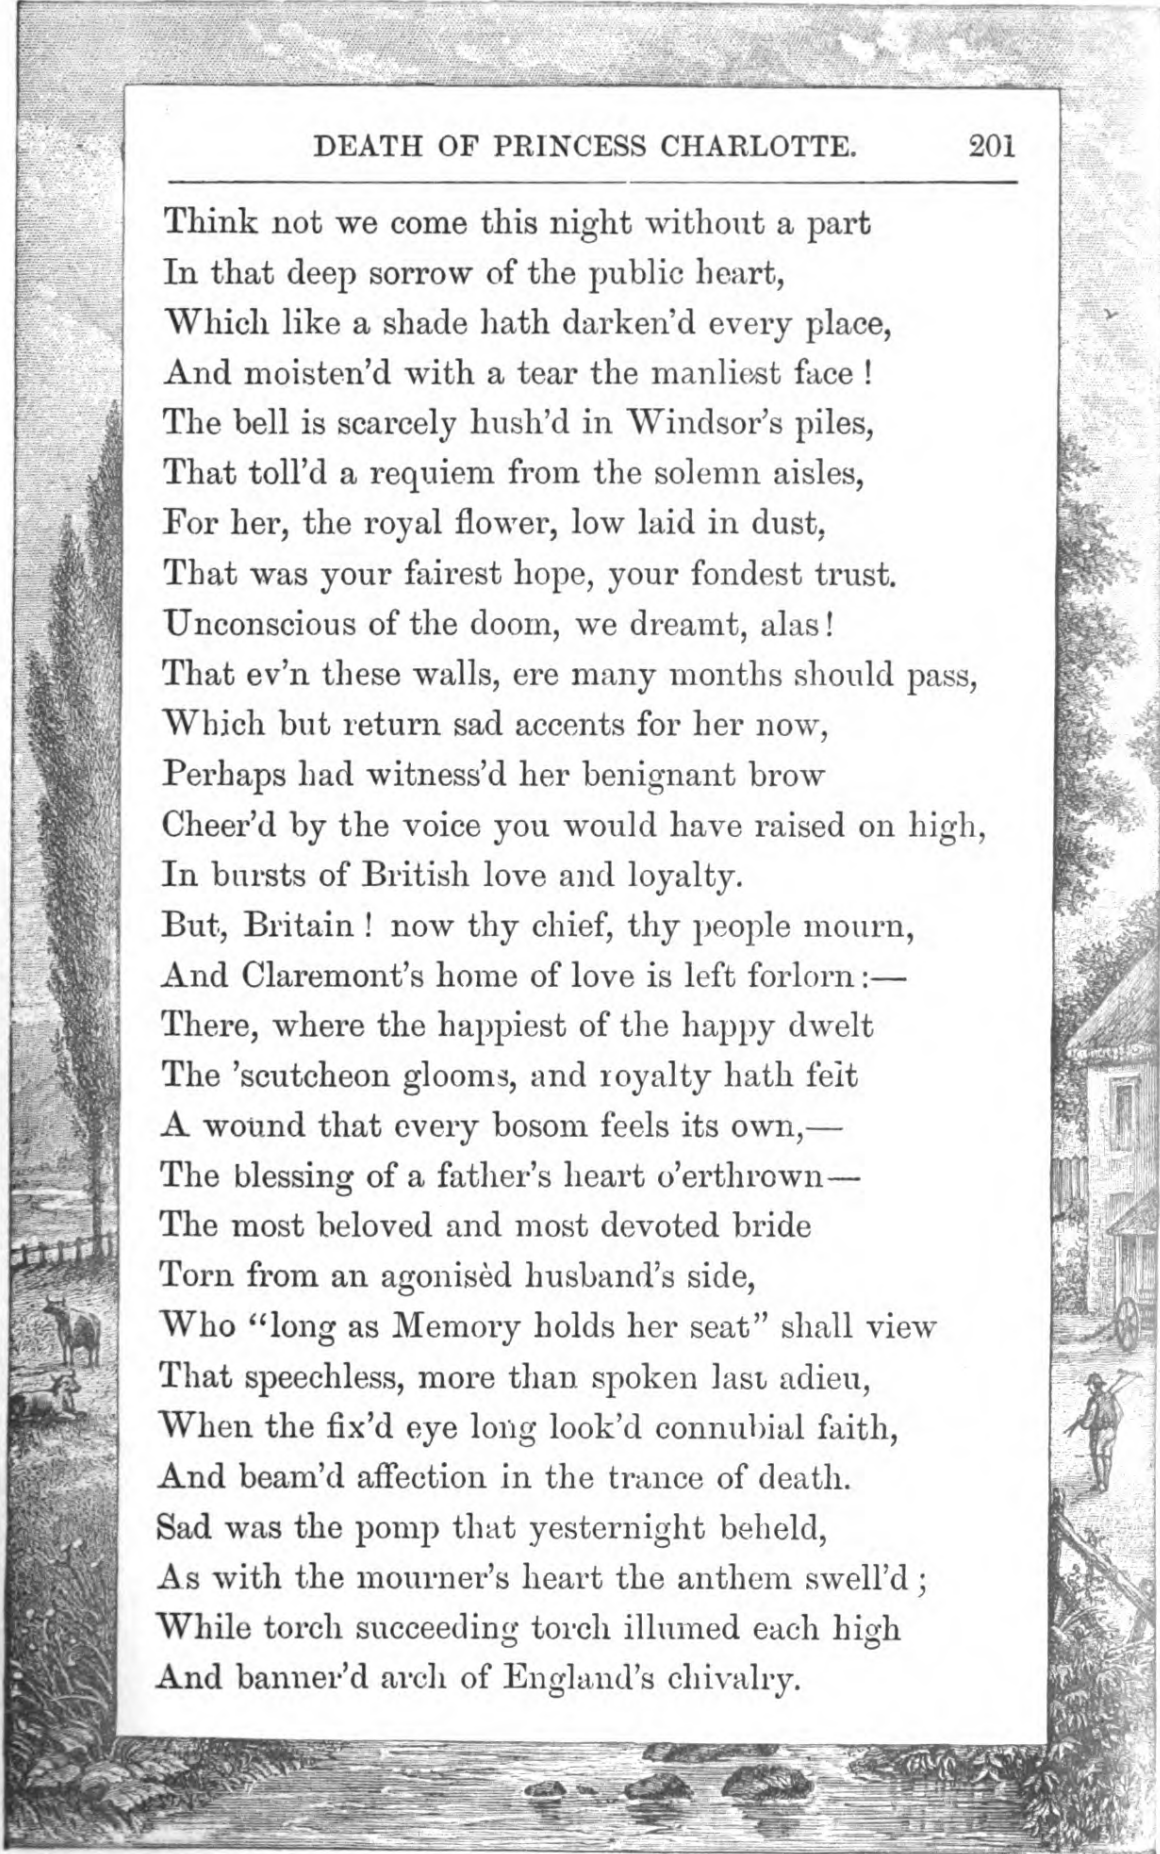 DEATH OF PRINCESS CHARLOTTE. 201
Think not we come this night without a part
In that deep sorrow of the public heart,
Which like a shade hath darken'd every place,
And moisten'd with a tear the manliest face !
The bell is scarcely hush'd in Windsor's piles,
That toll'd a requiem from the solemn aisles,
For her, the royal flower, low laid in dust,
That was your fairest hope, your fondest trust.
Unconscious of the doom, we dreamt, alas !
That ev'n these walls, ere many months should pass,
Which but return sad accents for her now,
Perhaps had witness'd her benignant brow
Cheer'd by the voice you would have raised on high,
In bursts of British love and loyalty.
But, Britain ! now thy chief, thy people mourn,
And Claremont's home of love is left forlorn :—
There, where the happiest of the happy dwelt
The 'scutcheon glooms, and royalty hath felt
A wound that every bosom feels its own,—
The blessing of a father's heart o'erthrown—
The most beloved and most devoted bride
Torn from an agonisèd husband's side,
Who “long as Memory holds her seat” shall view
That speechless, more than spoken last adieu,
When the fix'd eye long look'd connubial faith,
And beam'd affection in the trance of death.
Sad was the pomp that yesternight beheld,
As with the mourner's heart the anthem swell'd ;
While torch succeeding torch illumed each high
And banner'd arch of England's chivalry.